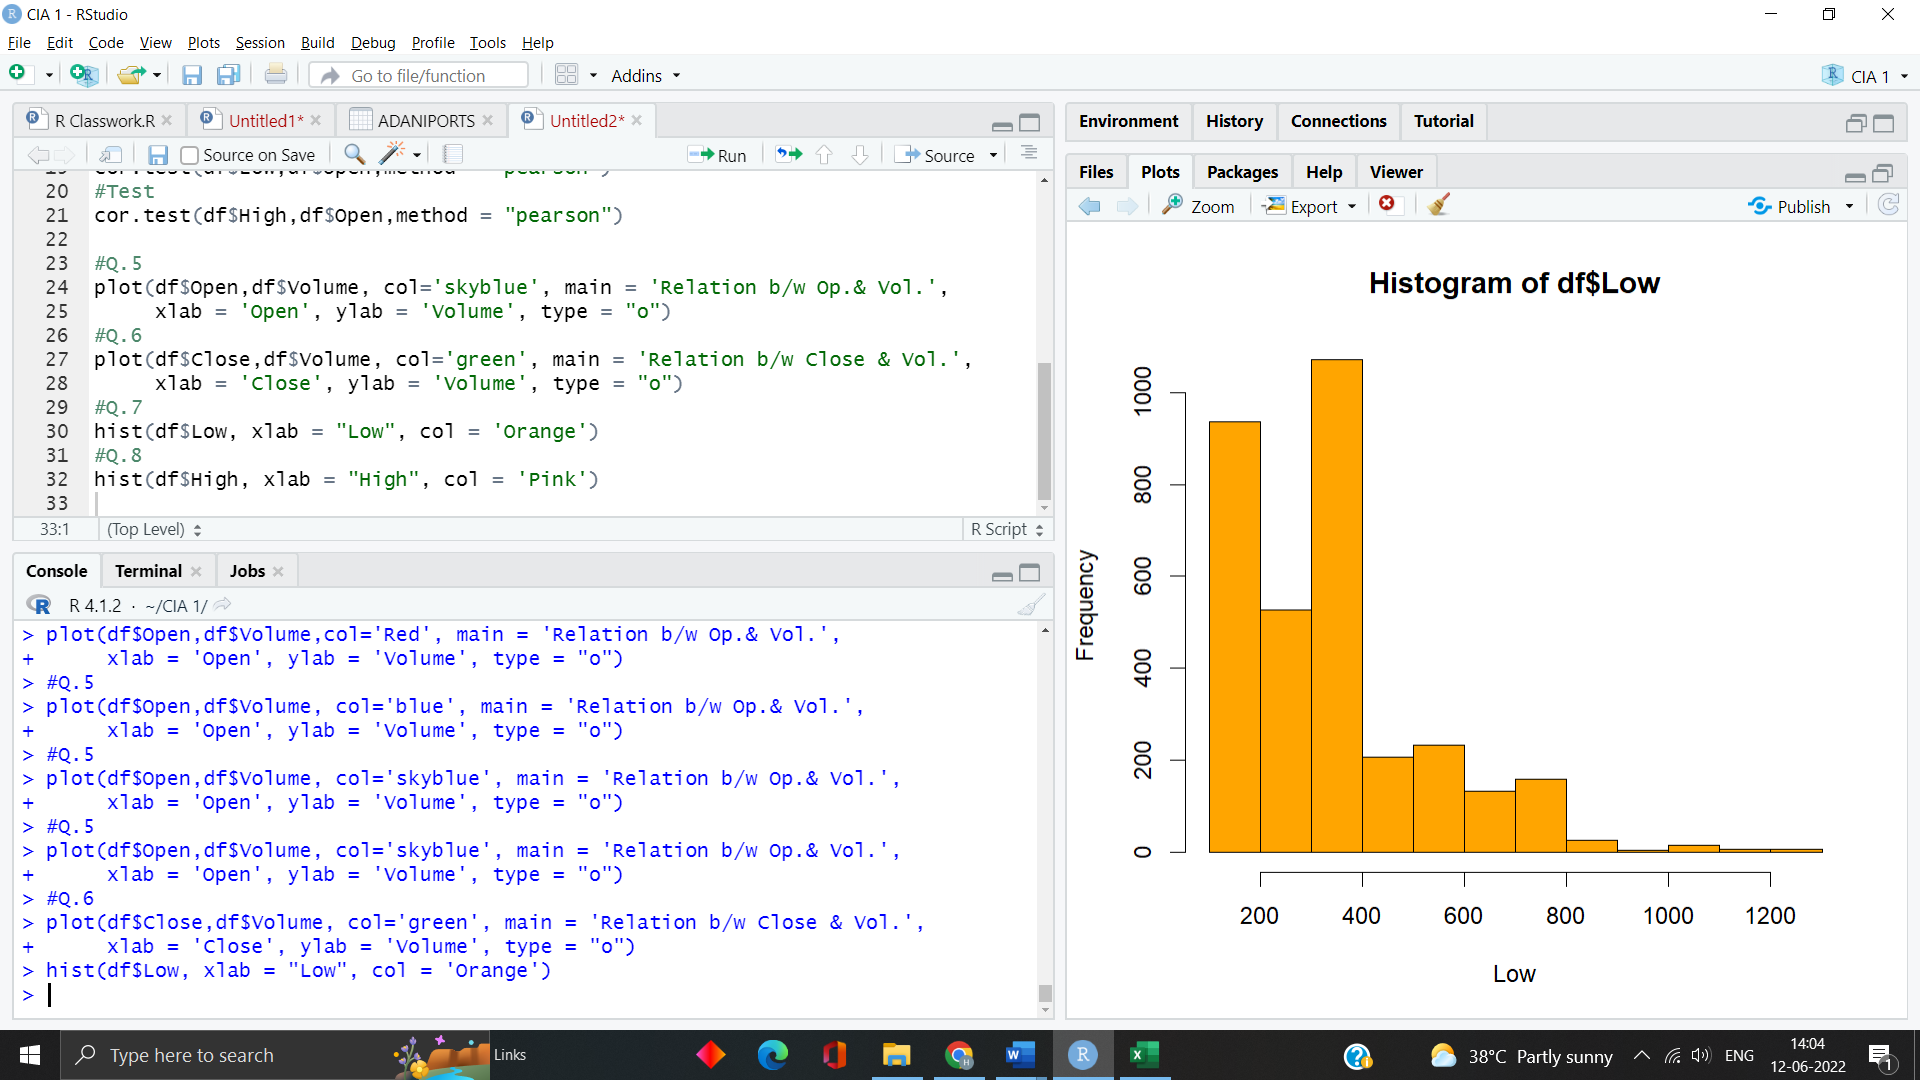 CIA 1 - RStudio
File Edit Code View Plots Session Build Debug Profile Tools Help
Go to file/function Addins CIA 1
R Classwork.R Untitled1* ADANIPORTS Untitled2*
Source on Save Run Source
20 #Test
21 cor.test(df$High,df$Open,method = "pearson")
22
23 #Q.5
24 plot(df$Open,df$Volume, col='skyblue', main = 'Relation b/w Op.& Vol.',
25 xlab = 'Open', ylab = 'Volume', type = "o")
26 #Q.6
27 plot(df$Close,df$Volume, col='green', main = 'Relation b/w Close & Vol.',
28 xlab = 'Close', ylab = 'Volume', type = "o")
29 #Q.7
30 hist(df$Low, xlab = "Low", col = 'Orange')
31 #Q.8
32 hist(df$High, xlab = "High", col = 'Pink')
33
33:1 (Top Level) R Script
Console Terminal Jobs
R 4.1.2 · ~/CIA 1/
> plot(df$Open,df$Volume,col='Red', main = 'Relation b/w Op.& Vol.',
+ xlab = 'Open', ylab = 'Volume', type = "o")
> #Q.5
> plot(df$Open,df$Volume, col='blue', main = 'Relation b/w Op.& Vol.',
+ xlab = 'Open', ylab = 'Volume', type = "o")
> #Q.5
> plot(df$Open,df$Volume, col='skyblue', main = 'Relation b/w Op.& Vol.',
+ xlab = 'Open', ylab = 'Volume', type = "o")
> #Q.5
> plot(df$Open,df$Volume, col='skyblue', main = 'Relation b/w Op.& Vol.',
+ xlab = 'Open', ylab = 'Volume', type = "o")
> #Q.6
> plot(df$Close,df$Volume, col='green', main = 'Relation b/w Close & Vol.',
+ xlab = 'Close', ylab = 'Volume', type = "o")
> hist(df$Low, xlab = "Low", col = 'Orange')
>
Environment History Connections Tutorial
Files Plots Packages Help Viewer
Zoom Export Publish
Histogram of df$Low
Frequency
1000
800
600
400
200
0
200 400 600 800 1000 1200
Low
Type here to search
Links
38°C Partly sunny
ENG
14:04
12-06-2022
1